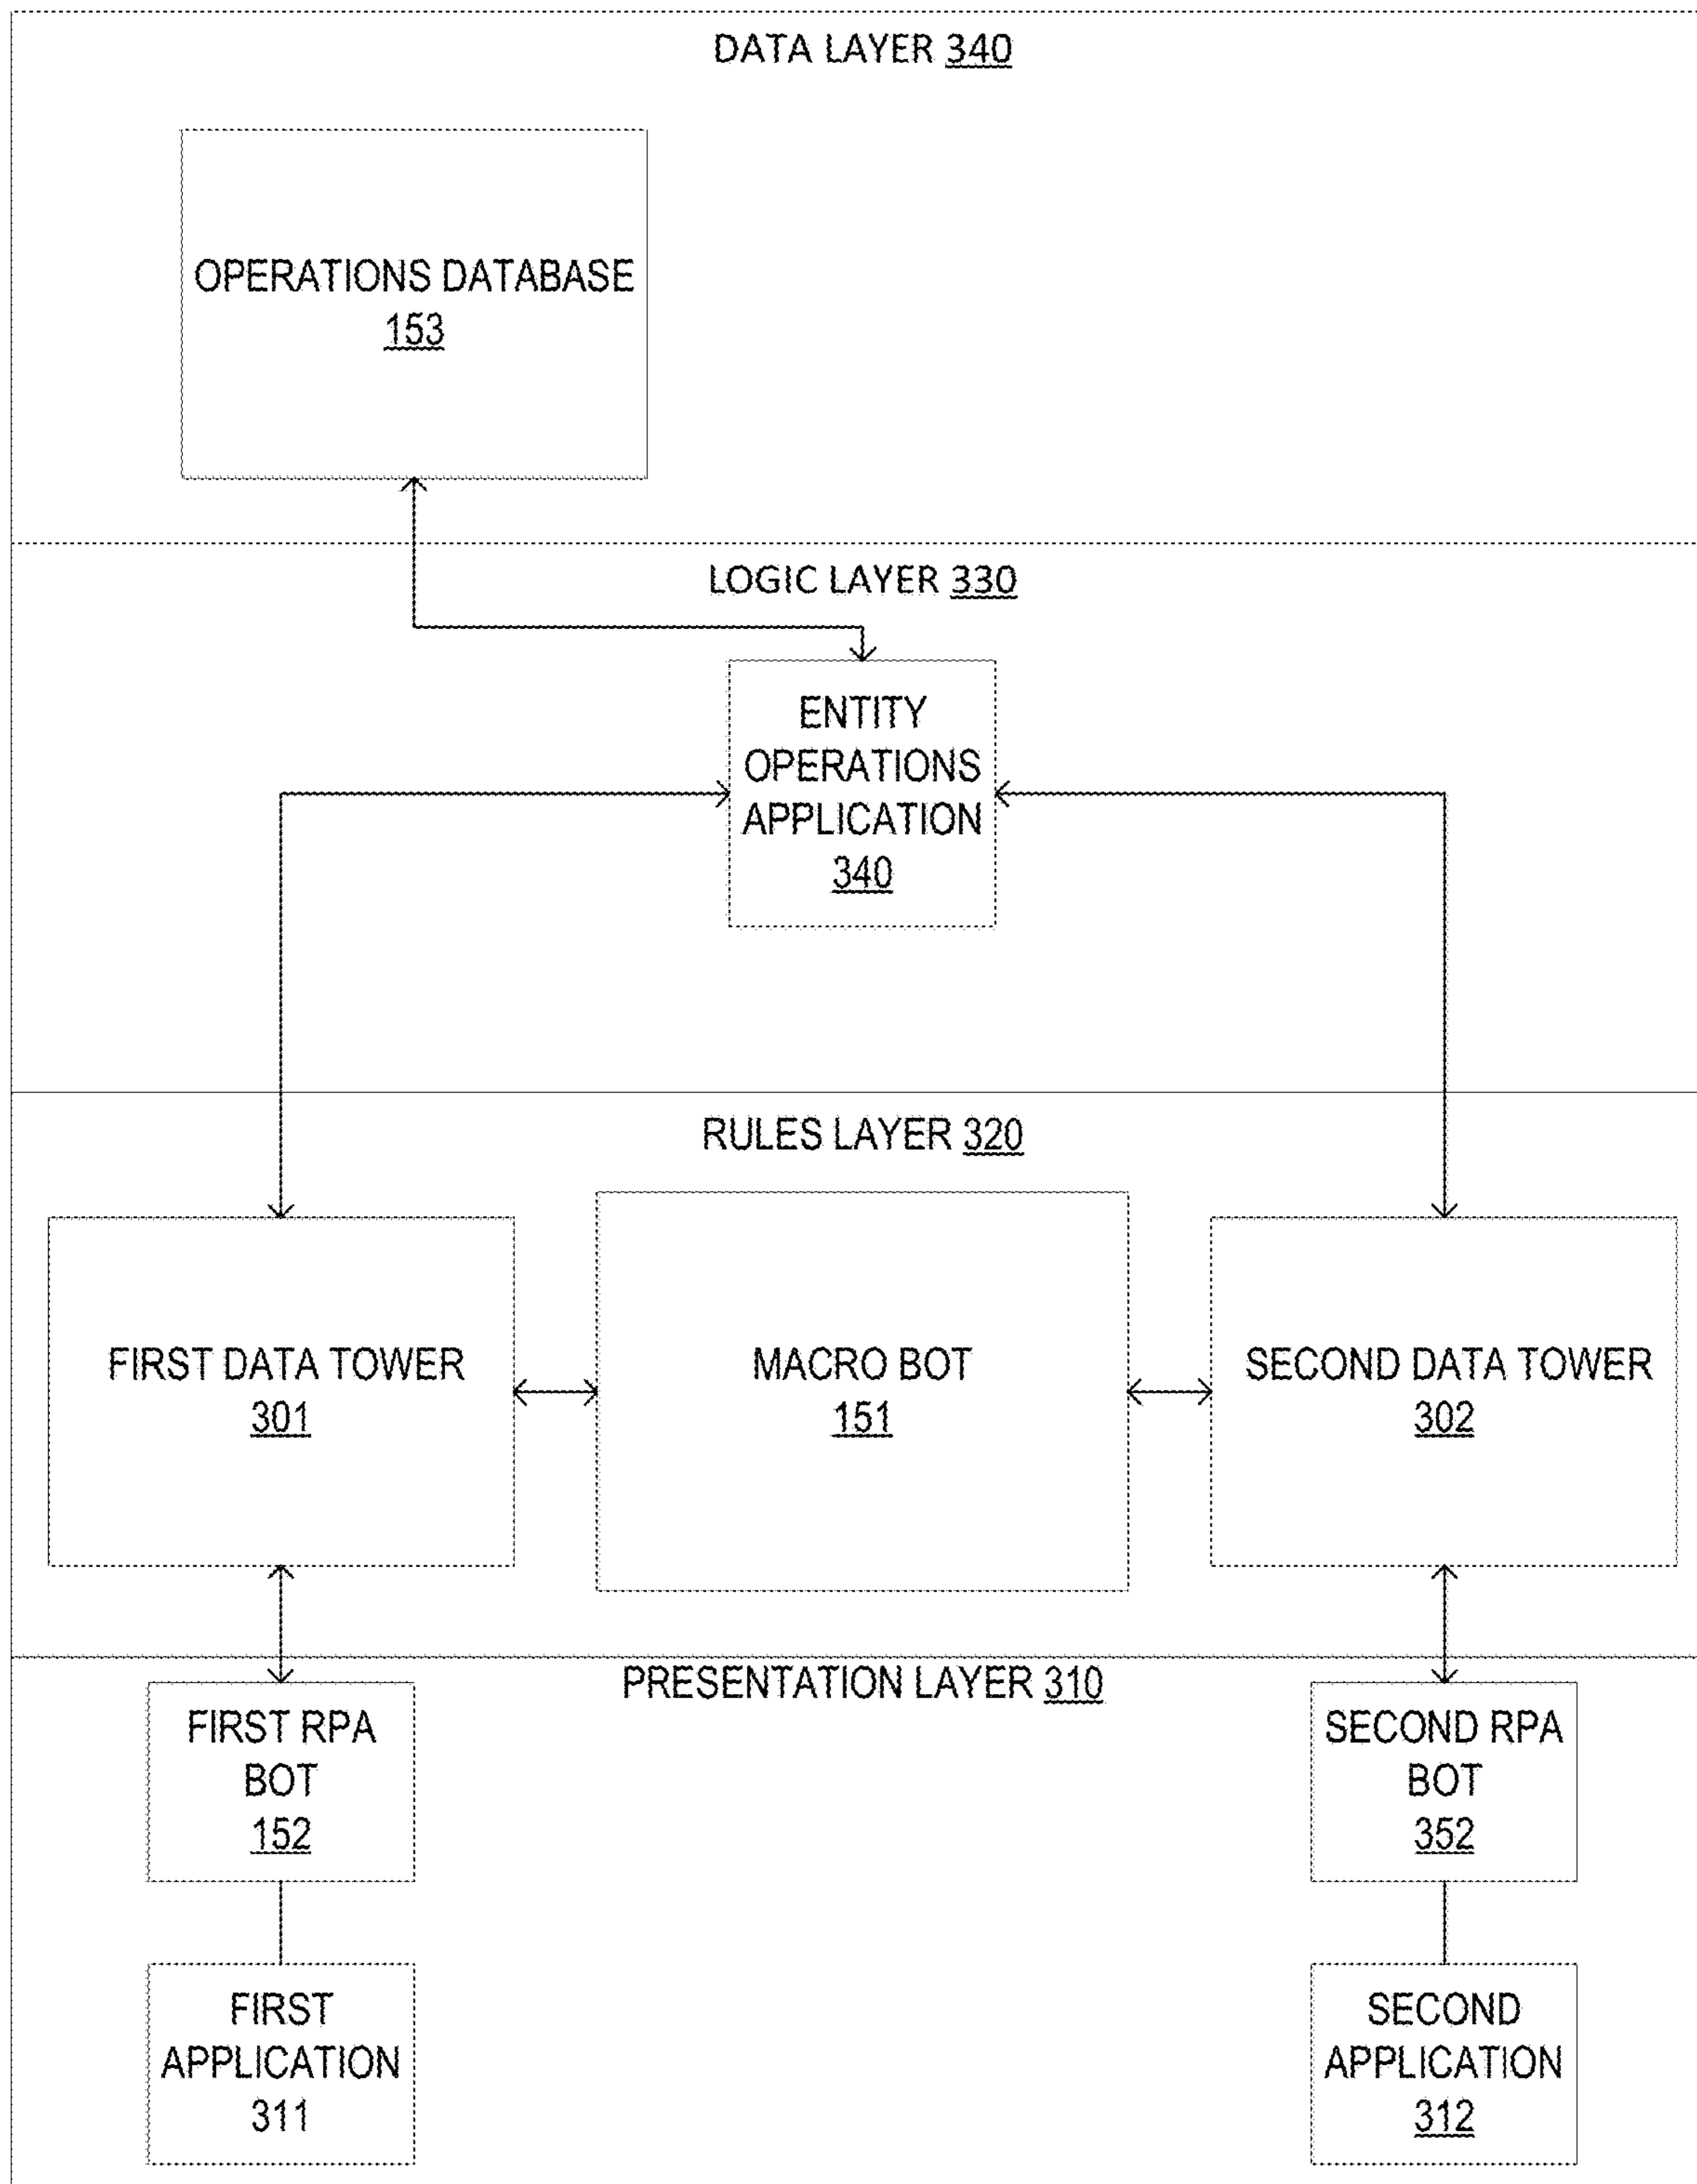 DATA LAYER 340
OPERATIONS DATABASE
153
LOGIC LAYER 330
ENTITY
OPERATIONS
APPLICATION
340
RULES LAYER 320
FIRST DATA TOWER
301
MACRO BOT
151
SECOND DATA TOWER
302
PRESENTATION LAYER 310
FIRST RPA
BOT
152
SECOND RPA
BOT
352
FIRST
APPLICATION
311
SECOND
APPLICATION
312